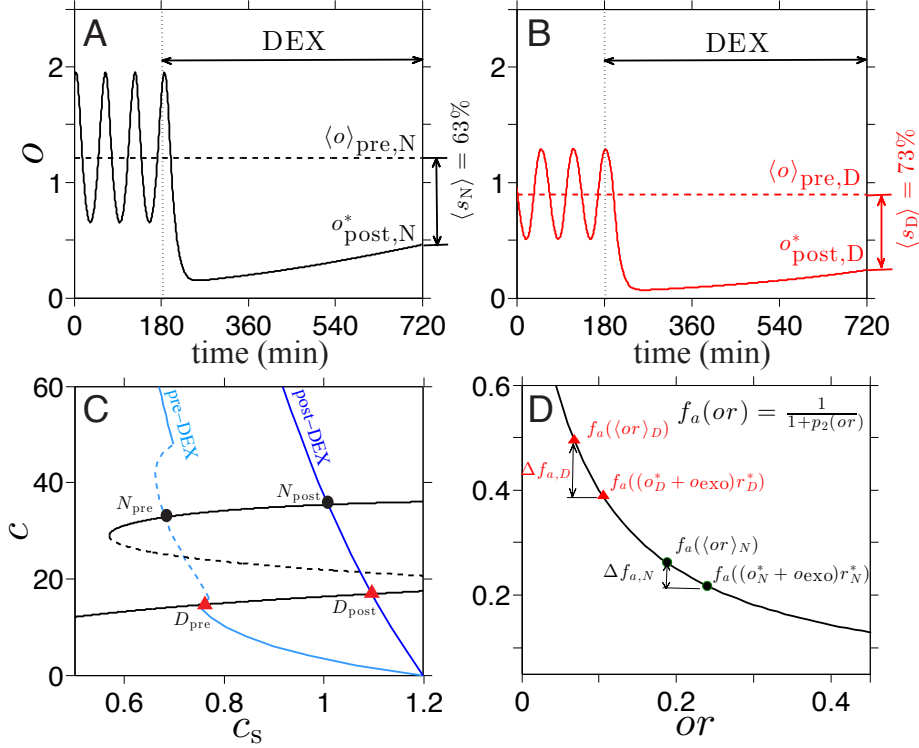 A
DEX
2
1
0
o
⟨o⟩pre,N
o*post,N
⟨sN⟩ = 63%
0 180 360 540 720
time (min)
B
DEX
2
1
0
⟨o⟩pre,D
o*post,D
⟨sD⟩ = 73%
0 180 360 540 720
time (min)
C
pre–DEX
post–DEX
60
40
20
0
c
Npre
Npost
Dpre
Dpost
0.6 0.8 1 1.2
cs
D
fa(or) = 1/(1+p2(or))
0.6
0.4
0.2
fa(⟨or⟩D)
Δfa,D
fa((o*D + oexo)r*D)
fa(⟨or⟩N)
Δfa,N
fa((o*N + oexo)r*N)
0 0.2 0.4
or